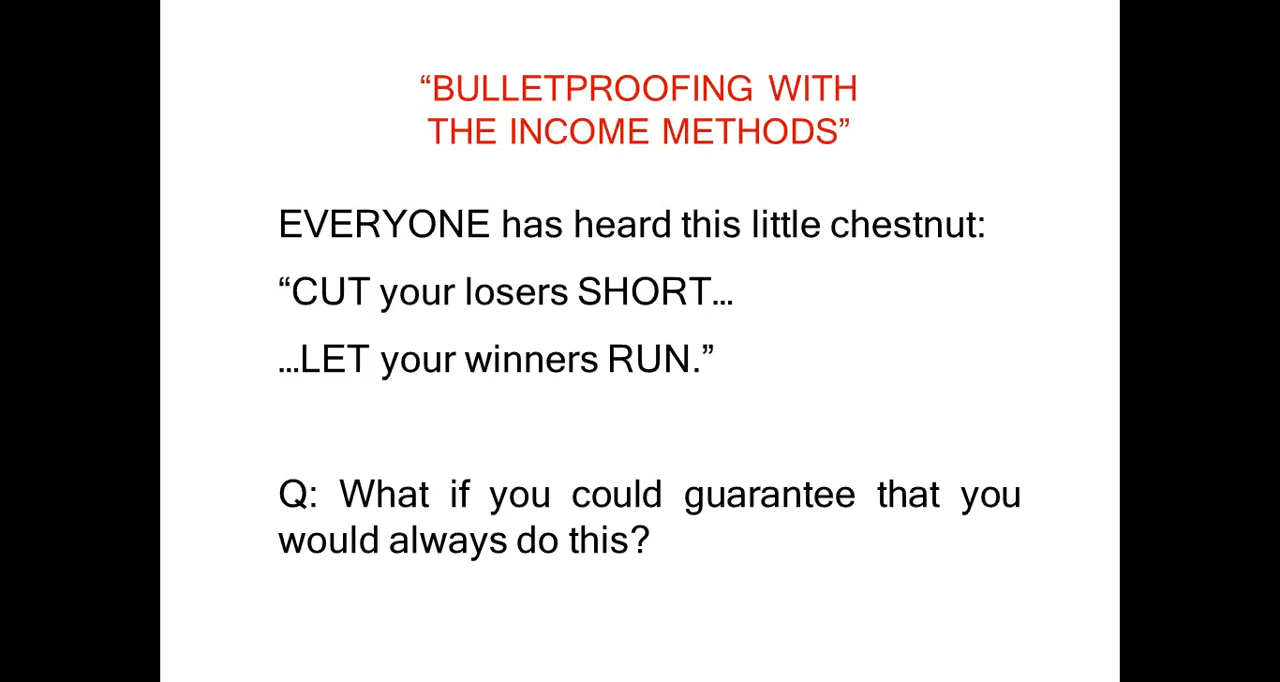 “BULLETPROOFING WITH
THE INCOME METHODS”
EVERYONE has heard this little chestnut:
“CUT your losers SHORT…
…LET your winners RUN.”
Q: What if you could guarantee that you
would always do this?